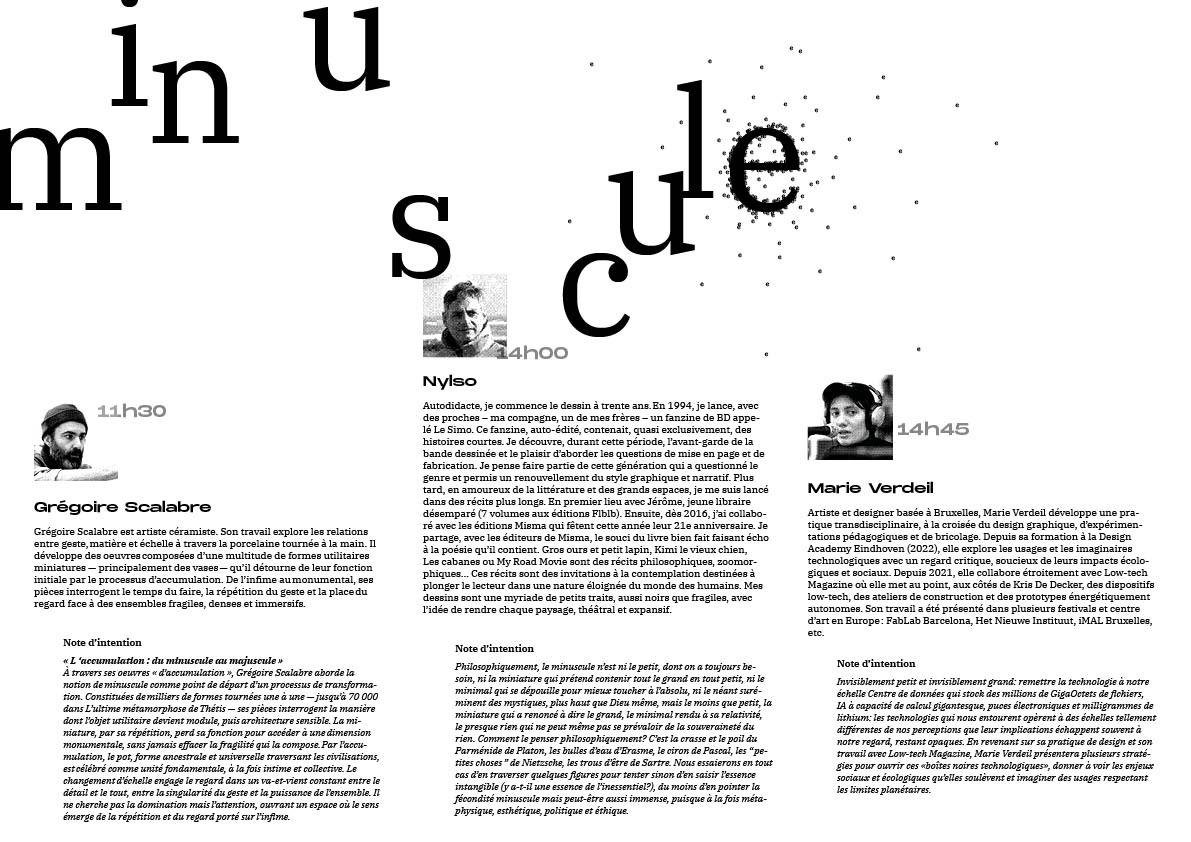 minuscule
11h30
Grégoire Scalabre
Grégoire Scalabre est artiste céramiste. Son travail explore les relations
entre geste, matière et échelle à travers la porcelaine tournée à la main. Il
développe des oeuvres composées d'une multitude de formes utilitaires
miniatures — principalement des vases — qu'il détourne de leur fonction
initiale par le processus d'accumulation. De l'infime au monumental, ses
pièces interrogent le temps du faire, la répétition du geste et la place du
regard face à des ensembles fragiles, denses et immersifs.
Note d'intention
« L 'accumulation : du minuscule au majuscule »
À travers ses oeuvres « d'accumulation », Grégoire Scalabre aborde la
notion de minuscule comme point de départ d'un processus de transforma-
tion. Constituées de milliers de formes tournées une à une — jusqu'à 70 000
dans L'ultime métamorphose de Thétis — ses pièces interrogent la manière
dont l'objet utilitaire devient module, puis architecture sensible. La mi-
niature, par sa répétition, perd sa fonction pour accéder à une dimension
monumentale, sans jamais effacer la fragilité qui la compose. Par l'accu-
mulation, le pot, forme ancestrale et universelle traversant les civilisations,
est célébré comme unité fondamentale, à la fois intime et collective. Le
changement d'échelle engage le regard dans un va-et-vient constant entre le
détail et le tout, entre la singularité du geste et la puissance de l'ensemble. Il
ne cherche pas la domination mais l'attention, ouvrant un espace où le sens
émerge de la répétition et du regard porté sur l'infime.
14h00
Nylso
Autodidacte, je commence le dessin à trente ans. En 1994, je lance, avec
des proches – ma compagne, un de mes frères – un fanzine de BD appe-
lé Le Simo. Ce fanzine, auto-édité, contenait, quasi exclusivement, des
histoires courtes. Je découvre, durant cette période, l'avant-garde de la
bande dessinée et le plaisir d'aborder les questions de mise en page et de
fabrication. Je pense faire partie de cette génération qui a questionné le
genre et permis un renouvellement du style graphique et narratif. Plus
tard, en amoureux de la littérature et des grands espaces, je me suis lancé
dans des récits plus longs. En premier lieu avec Jérôme, jeune libraire
désemparé (7 volumes aux éditions Flblb). Ensuite, dès 2016, j'ai collabo-
ré avec les éditions Misma qui fêtent cette année leur 21e anniversaire. Je
partage, avec les éditeurs de Misma, le souci du livre bien fait faisant écho
à la poésie qu'il contient. Gros ours et petit lapin, Kimi le vieux chien,
Les cabanes ou My Road Movie sont des récits philosophiques, zoomor-
phiques... Ces récits sont des invitations à la contemplation destinées à
plonger le lecteur dans une nature éloignée du monde des humains. Mes
dessins sont une myriade de petits traits, aussi noirs que fragiles, avec
l'idée de rendre chaque paysage, théâtral et expansif.
Note d'intention
Philosophiquement, le minuscule n'est ni le petit, dont on a toujours be-
soin, ni la miniature qui prétend contenir tout le grand en tout petit, ni le
minimal qui se dépouille pour mieux toucher à l'absolu, ni le néant suré-
minent des mystiques, plus haut que Dieu même, mais le moins que petit, la
miniature qui a renoncé à dire le grand, le minimal rendu à sa relativité,
le presque rien qui ne peut même pas se prévaloir de la souveraineté du
rien. Comment le penser philosophiquement? C'est la crasse et le poil du
Parménide de Platon, les bulles d'eau d'Erasme, le ciron de Pascal, les “pe-
tites choses ” de Nietzsche, les trous d'être de Sartre. Nous essaierons en tout
cas d'en traverser quelques figures pour tenter sinon d'en saisir l'essence
intangible (y a-t-il une essence de l'inessentiel?), du moins d'en pointer la
fécondité minuscule mais peut-être aussi immense, puisque à la fois méta-
physique, esthétique, politique et éthique.
14h45
Marie Verdeil
Artiste et designer basée à Bruxelles, Marie Verdeil développe une pra-
tique transdisciplinaire, à la croisée du design graphique, d'expérimen-
tations pédagogiques et de bricolage. Depuis sa formation à la Design
Academy Eindhoven (2022), elle explore les usages et les imaginaires
technologiques avec un regard critique, soucieux de leurs impacts écolo-
giques et sociaux. Depuis 2021, elle collabore étroitement avec Low-tech
Magazine où elle met au point, aux côtés de Kris De Decker, des dispositifs
low-tech, des ateliers de construction et des prototypes énergétiquement
autonomes. Son travail a été présenté dans plusieurs festivals et centre
d'art en Europe : FabLab Barcelona, Het Nieuwe Instituut, iMAL Bruxelles,
etc.
Note d'intention
Invisiblement petit et invisiblement grand: remettre la technologie à notre
échelle Centre de données qui stock des millions de GigaOctets de fichiers,
IA à capacité de calcul gigantesque, puces électroniques et milligrammes de
lithium: les technologies qui nous entourent opèrent à des échelles tellement
différentes de nos perceptions que leur implications échappent souvent à
notre regard, restant opaques. En revenant sur sa pratique de design et son
travail avec Low-tech Magazine, Marie Verdeil présentera plusieurs straté-
gies pour ouvrir ces «boîtes noires technologiques», donner à voir les enjeux
sociaux et écologiques qu'elles soulèvent et imaginer des usages respectant
les limites planétaires.